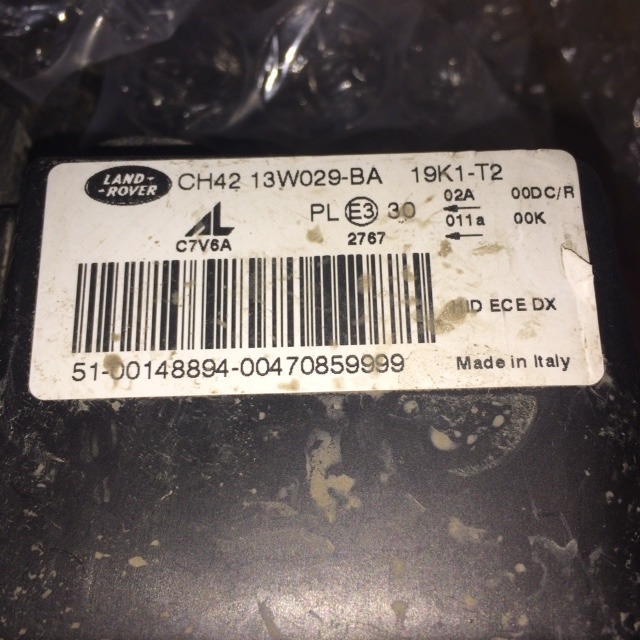 LAND-
-ROVER
CH42 13W029-BA 19K1-T2
AL
C7V6A
PL E3 30
2767
02A 00DC/R
011a 00K
ECE DX
51-00148894-00470859999
Made in Italy